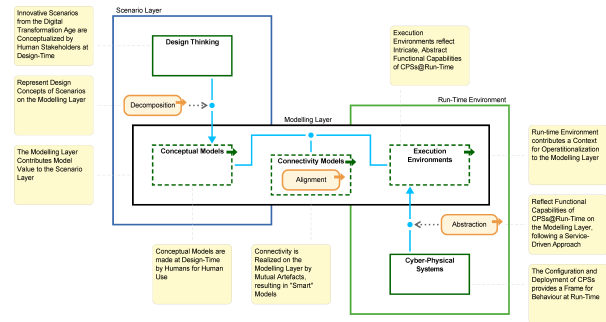 Scenario Layer
Innovative Scenarios
from the Digital
Transformation Age are
Conceptualized by
Human Stakeholders at
Design-Time
Design Thinking
Execution
Environments reflect
Intricate, Abstract
Functional Capabilities
of CPSs@Run-Time
Represent Design
Concepts of Scenarios
on the Modelling Layer
Decomposition
Run-Time Environment
Modelling Layer
Conceptual Models
Connectivity Models
Alignment
Execution
Environments
Run-time Environment
contributes a Context
for Operatitionalization
to the Modelling Layer
The Modelling Layer
Contributes Model
Value to the Scenario
Layer
Reflect Functional
Capabilities of
CPSs@Run-Time on
the Modelling Layer,
following a Service-
Driven Approach
Abstraction
Conceptual Models are
made at Design-Time
by Humans for Human
Use
Connectivity is
Realized on the
Modelling Layer by
Mutual Artefacts,
resulting in "Smart"
Models
Cyber-Physical
Systems
The Configuration and
Deployment of CPSs
provides a Frame for
Behaviour at Run-Time